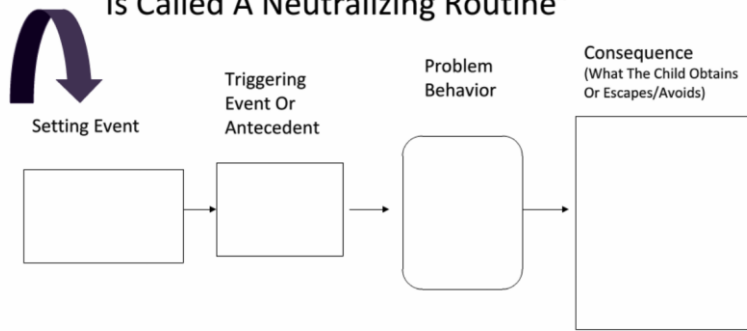 Is Called A Neutralizing Routine
Setting Event
Triggering
Event Or
Antecedent
Problem
Behavior
Consequence
(What The Child Obtains
Or Escapes/Avoids)